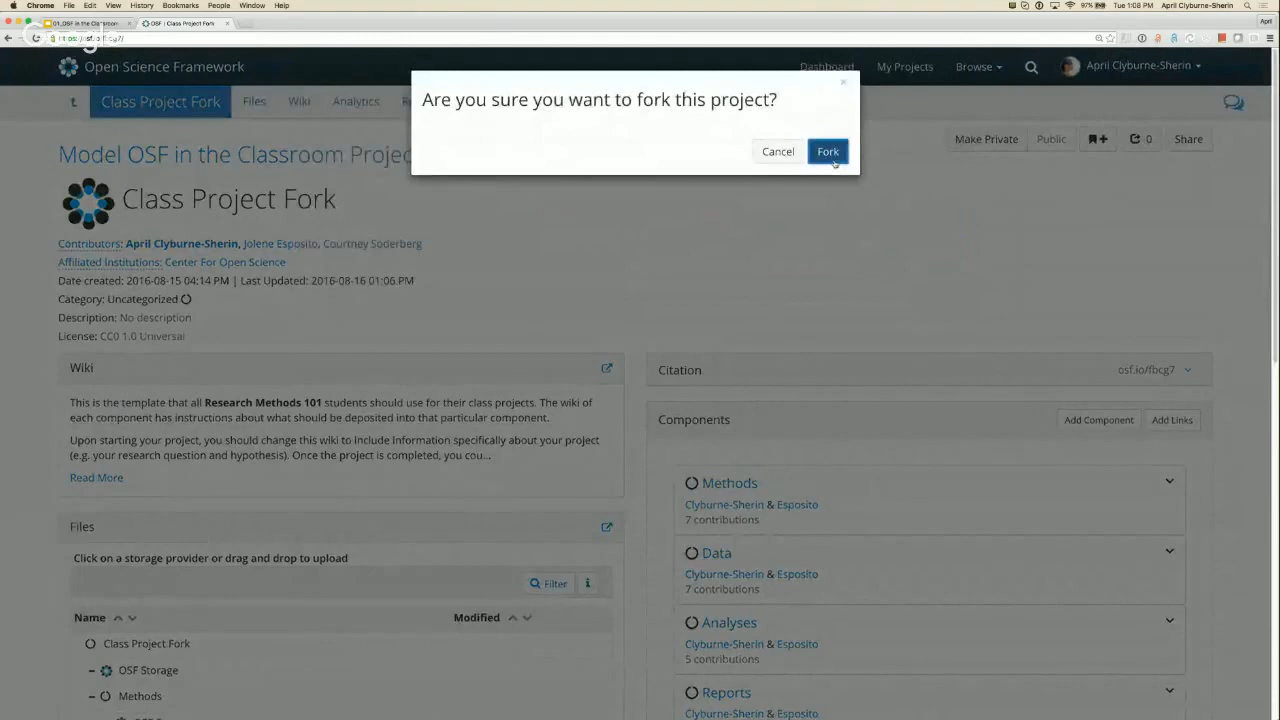 Chrome File Edit View History Bookmarks People Window Help 97% Tue 1:08 PM April Clyburne-Sherin
01_OSF in the Classroom OSF | Class Project Fork April
Open Science Framework Dashboard My Projects Browse April Clyburne-Sherin
t Class Project Fork Files Wiki Analytics
Are you sure you want to fork this project?
Cancel Fork
Make Private Public 0 Share
Model OSF in the Classroom Projec
Class Project Fork
Contributors: April Clyburne-Sherin, Jolene Esposito, Courtney Soderberg
Affiliated Institutions: Center For Open Science
Date created: 2016-08-15 04:14 PM | Last Updated: 2016-08-16 01:06 PM
Category: Uncategorized
Description: No description
License: CC0 1.0 Universal
Wiki
This is the template that all Research Methods 101 students should use for their class projects. The wiki of
each component has instructions about what should be deposited into that particular component.
Upon starting your project, you should change this wiki to include information specifically about your project
(e.g. your research question and hypothesis). Once the project is completed, you cou...
Read More
Files
Click on a storage provider or drag and drop to upload
Filter i
Name Modified
Class Project Fork
OSF Storage
Methods
Citation osf.io/fbcg7
Components Add Component Add Links
Methods
Clyburne-Sherin & Esposito
7 contributions
Data
Clyburne-Sherin & Esposito
7 contributions
Analyses
Clyburne-Sherin & Esposito
5 contributions
Reports
Clyburne-Sherin & Esposito